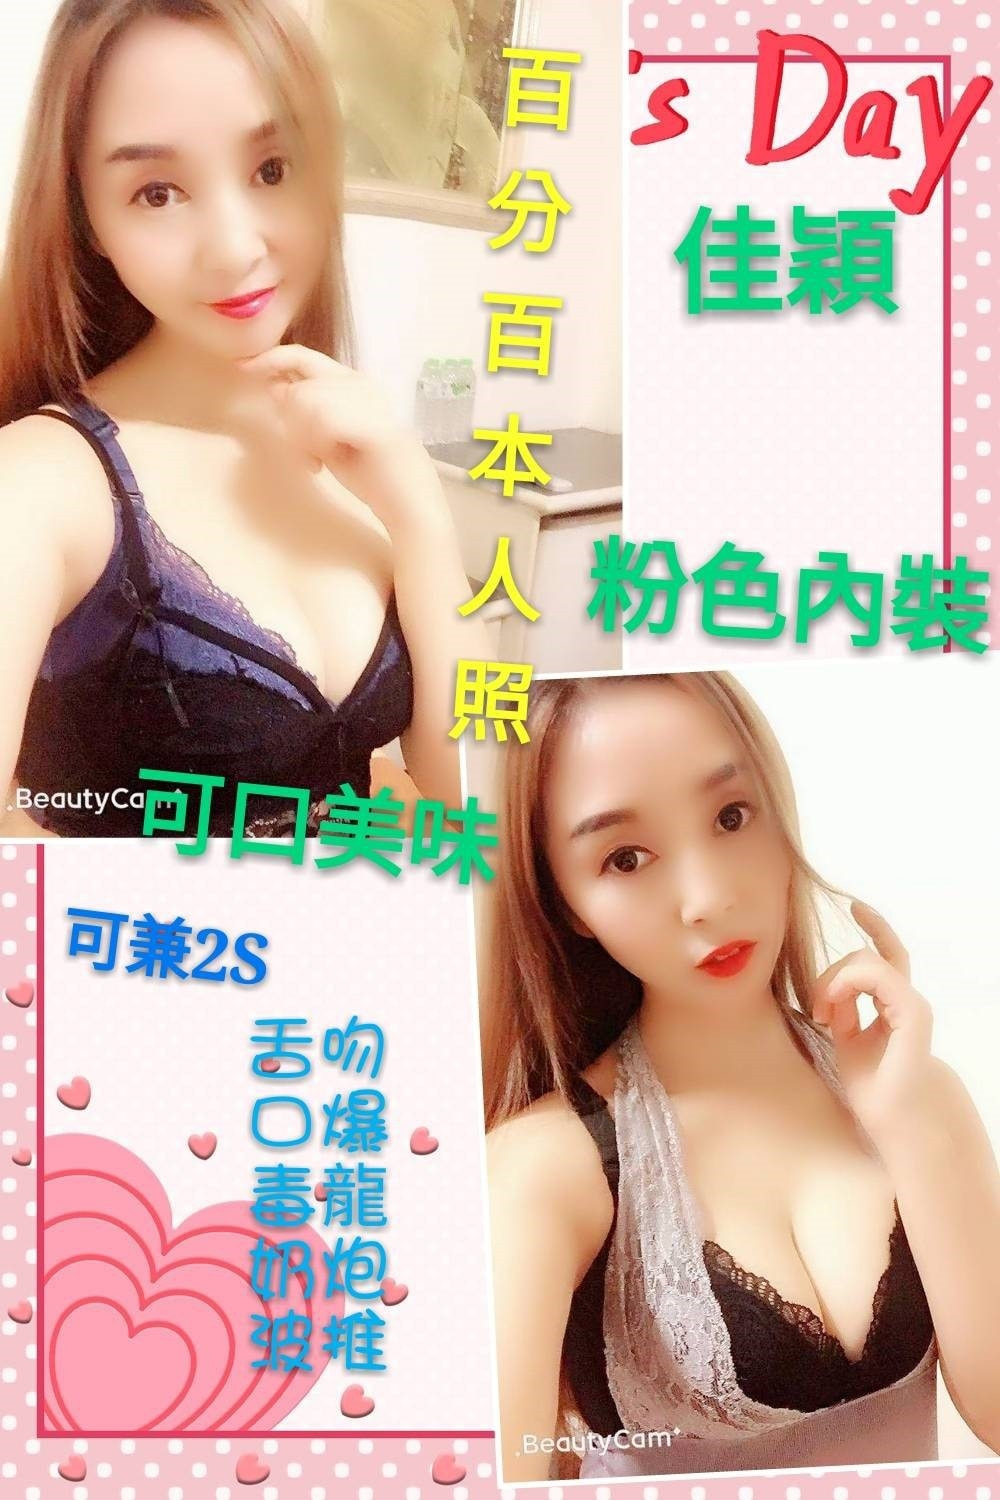 's Day
佳穎
百分百本人照
粉色內裝
BeautyCam
可口美味
可兼2S
舌吻
口爆
毒龍
奶炮
波推
BeautyCam